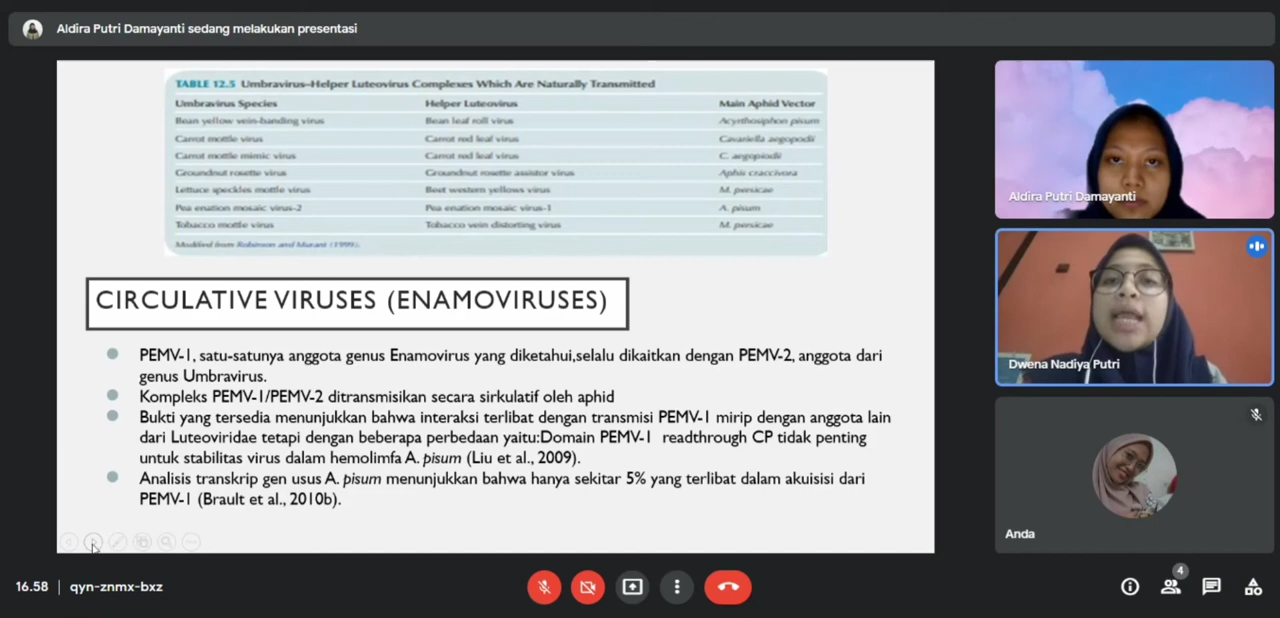 Aldira Putri Damayanti sedang melakukan presentasi
TABLE 12.5 Umbravirus–Helper Luteovirus Complexes Which Are Naturally Transmitted
Umbravirus Species Helper Luteovirus Main Aphid Vector
Bean yellow vein-banding virus Bean leaf roll virus Acyrthosiphon pisum
Carrot mottle virus Carrot red leaf virus Cavariella aegopodii
Carrot mottle mimic virus Carrot red leaf virus C. aegopiodii
Groundnut rosette virus Groundnut rosette assistor virus Aphis craccivora
Lettuce speckles mottle virus Beet western yellows virus M. persicae
Pea enation mosaic virus-2 Pea enation mosaic virus-1 A. pisum
Tobacco mottle virus Tobacco vein distorting virus M. persicae
Modified from Robinson and Murant (1999).
CIRCULATIVE VIRUSES (ENAMOVIRUSES)
PEMV-1, satu-satunya anggota genus Enamovirus yang diketahui,selalu dikaitkan dengan PEMV-2, anggota dari
genus Umbravirus.
Kompleks PEMV-1/PEMV-2 ditransmisikan secara sirkulatif oleh aphid
Bukti yang tersedia menunjukkan bahwa interaksi terlibat dengan transmisi PEMV-1 mirip dengan anggota lain
dari Luteoviridae tetapi dengan beberapa perbedaan yaitu:Domain PEMV-1 readthrough CP tidak penting
untuk stabilitas virus dalam hemolimfa A. pisum (Liu et al., 2009).
Analisis transkrip gen usus A. pisum menunjukkan bahwa hanya sekitar 5% yang terlibat dalam akuisisi dari
PEMV-1 (Brault et al., 2010b).
Aldira Putri Damayanti
Dwena Nadiya Putri
Anda
16.58 | qyn-znmx-bxz
4